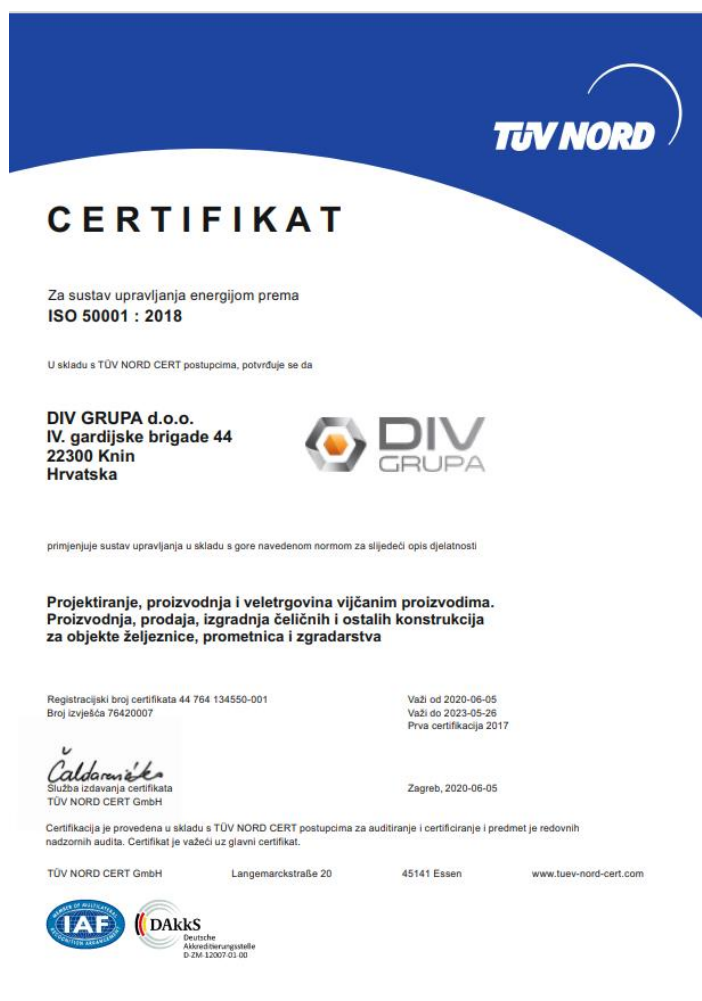 TÜV NORD
CERTIFIKAT
Za sustav upravljanja energijom prema
ISO 50001 : 2018
U skladu s TÜV NORD CERT postupcima, potvrđuje se da
DIV GRUPA d.o.o.
IV. gardijske brigade 44
22300 Knin
Hrvatska
DIV
GRUPA
primjenjuje sustav upravljanja u skladu s gore navedenom normom za slijedeći opis djelatnosti
Projektiranje, proizvodnja i veletrgovina vijčanim proizvodima.
Proizvodnja, prodaja, izgradnja čeličnih i ostalih konstrukcija
za objekte željeznice, prometnica i zgradarstva
Registracijski broj certifikata 44 764 134550-001
Broj izvješća 76420007
Važi od 2020-06-05
Važi do 2023-05-26
Prva certifikacija 2017
Služba izdavanja certifikata
TÜV NORD CERT GmbH
Zagreb, 2020-06-05
Certifikacija je provedena u skladu s TÜV NORD CERT postupcima za auditiranje i certificiranje i predmet je redovnih
nadzornih audita. Certifikat je važeći uz glavni certifikat.
TÜV NORD CERT GmbH Langemarckstraße 20 45141 Essen www.tuev-nord-cert.com
MEMBER OF MULTILATERAL
IAF
RECOGNITION ARRANGEMENT
DAkkS
Deutsche
Akkreditierungsstelle
D-ZM-12007-01-00